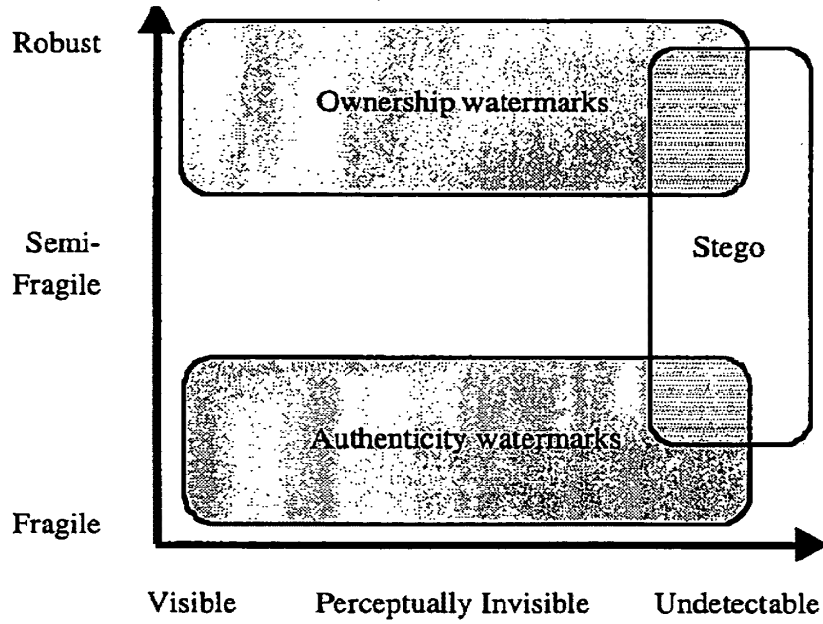 Robust
Ownership watermarks
Semi-
Fragile
Stego
Authenticity watermarks
Fragile
Visible
Perceptually Invisible
Undetectable